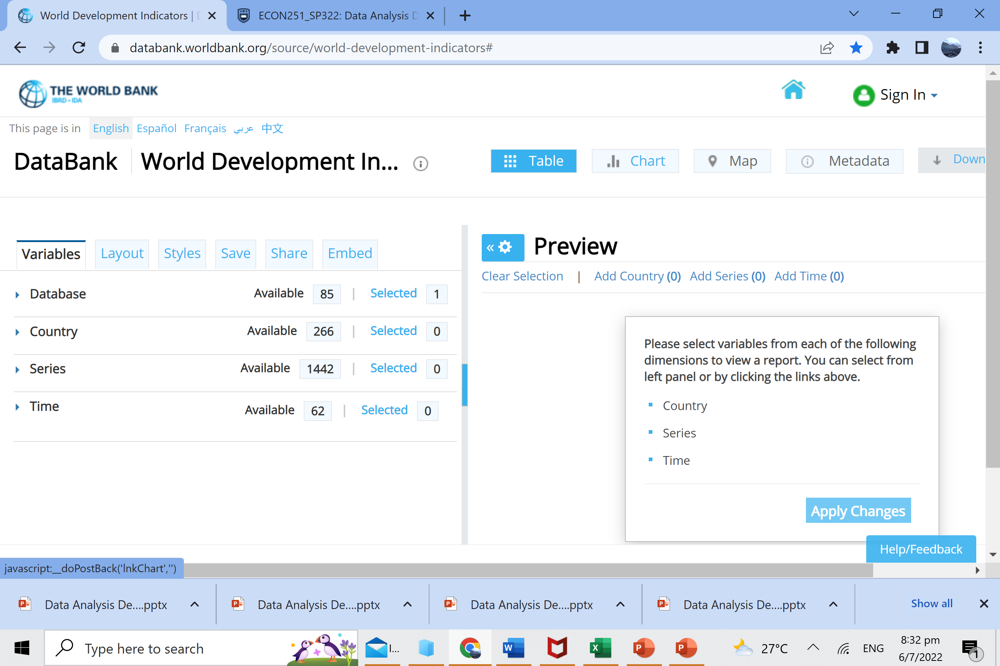 World Development Indicators |
ECON251_SP322: Data Analysis D
databank.worldbank.org/source/world-development-indicators#
THE WORLD BANK
IBRD • IDA
Sign In
This page is in English Español Français عربي 中文
DataBank World Development In...
Table
Chart
Map
Metadata
Down
Variables
Layout
Styles
Save
Share
Embed
« Preview
Clear Selection | Add Country (0) Add Series (0) Add Time (0)
Database Available 85 | Selected 1
Country Available 266 | Selected 0
Series Available 1442 | Selected 0
Time Available 62 | Selected 0
Please select variables from each of the following
dimensions to view a report. You can select from
left panel or by clicking the links above.
Country
Series
Time
Apply Changes
Help/Feedback
javascript:__doPostBack('lnkChart','')
Data Analysis De....pptx
Data Analysis De....pptx
Data Analysis De....pptx
Data Analysis De....pptx
Show all
Type here to search
I...
27°C
ENG
8:32 pm
6/7/2022
1